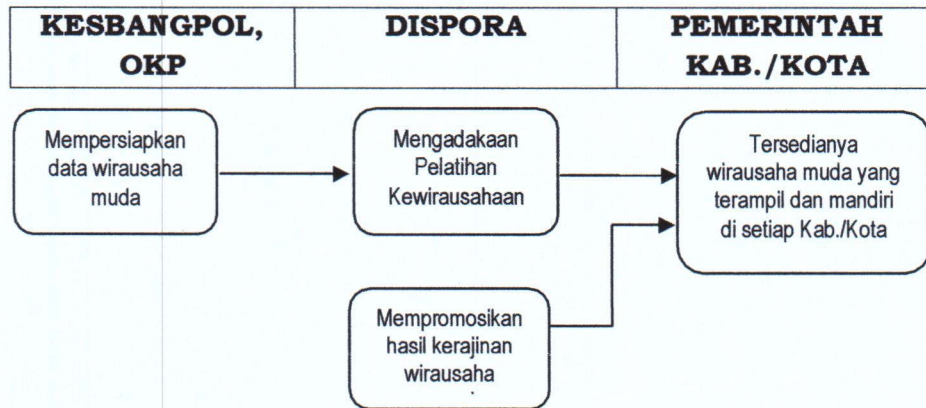 KESBANGPOL,
OKP
DISPORA
PEMERINTAH
KAB./KOTA
Mempersiapkan
data wirausaha
muda
Mengadakaan
Pelatihan
Kewirausahaan
Tersedianya
wirausaha muda yang
terampil dan mandiri
di setiap Kab./Kota
Mempromosikan
hasil kerajinan
wirausaha